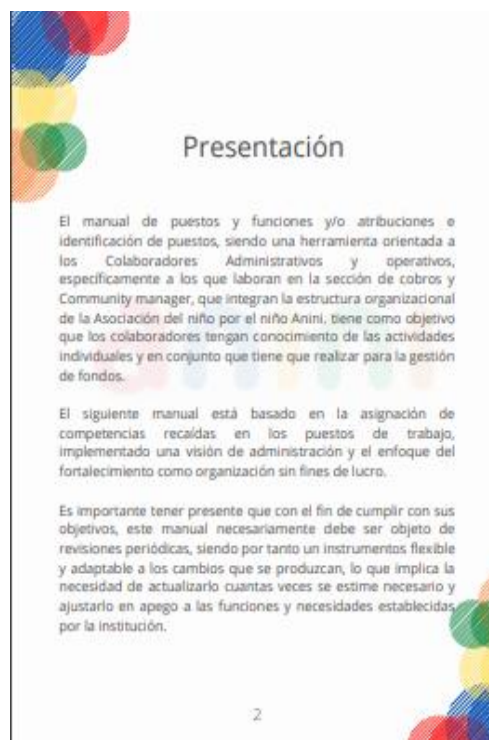 Presentación
El manual de puestos y funciones y/o atribuciones e
identificación de puestos, siendo una herramienta orientada a
los Colaboradores Administrativos y operativos,
específicamente a los que laboran en la sección de cobros y
Community manager, que integran la estructura organizacional
de la Asociación del niño por el niño Anini, tiene como objetivo
que los colaboradores tengan conocimiento de las actividades
individuales y en conjunto que tiene que realizar para la gestión
de fondos.
El siguiente manual está basado en la asignación de
competencias recaídas en los puestos de trabajo,
implementado una visión de administración y el enfoque del
fortalecimiento como organización sin fines de lucro.
Es importante tener presente que con el fin de cumplir con sus
objetivos, este manual necesariamente debe ser objeto de
revisiones periódicas, siendo por tanto un instrumentos flexible
y adaptable a los cambios que se produzcan, lo que implica la
necesidad de actualizarlo cuantas veces se estime necesario y
ajustarlo en apego a las funciones y necesidades establecidas
por la institución.
2